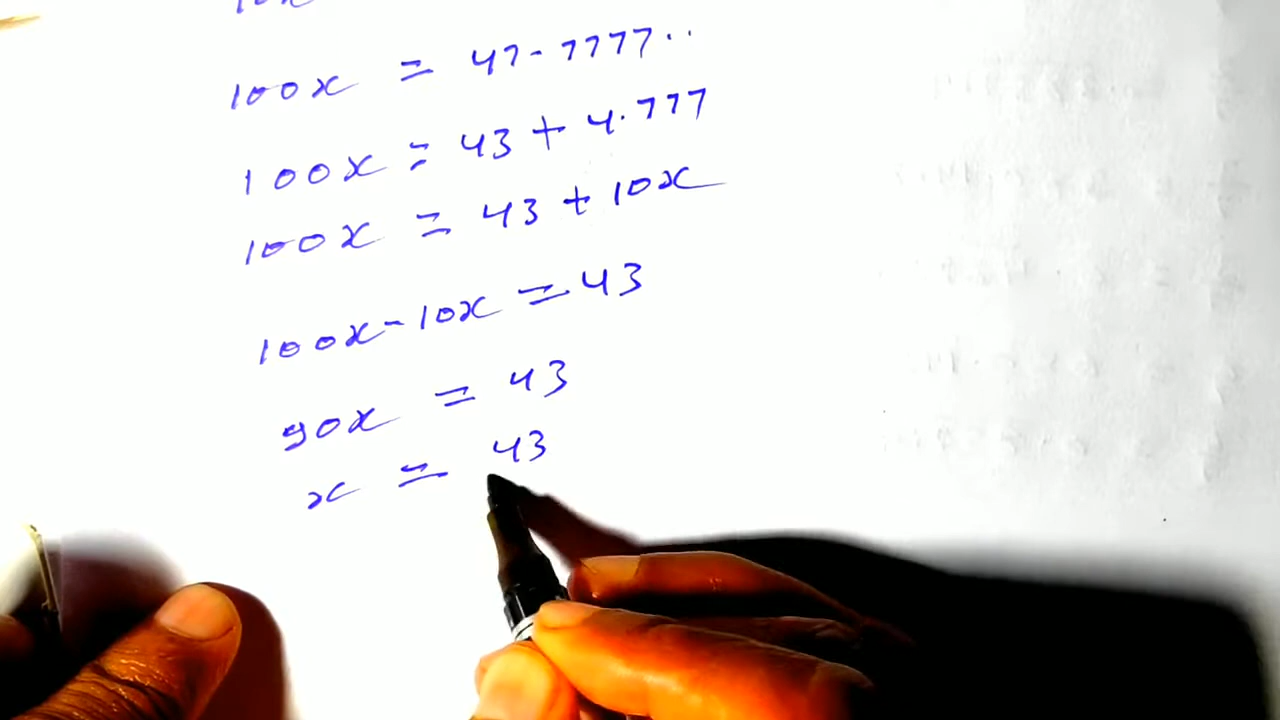 100x = 47.7777..
100x = 43 + 4.777
100x = 43 + 10x
100x - 10x = 43
90x = 43
x = 43